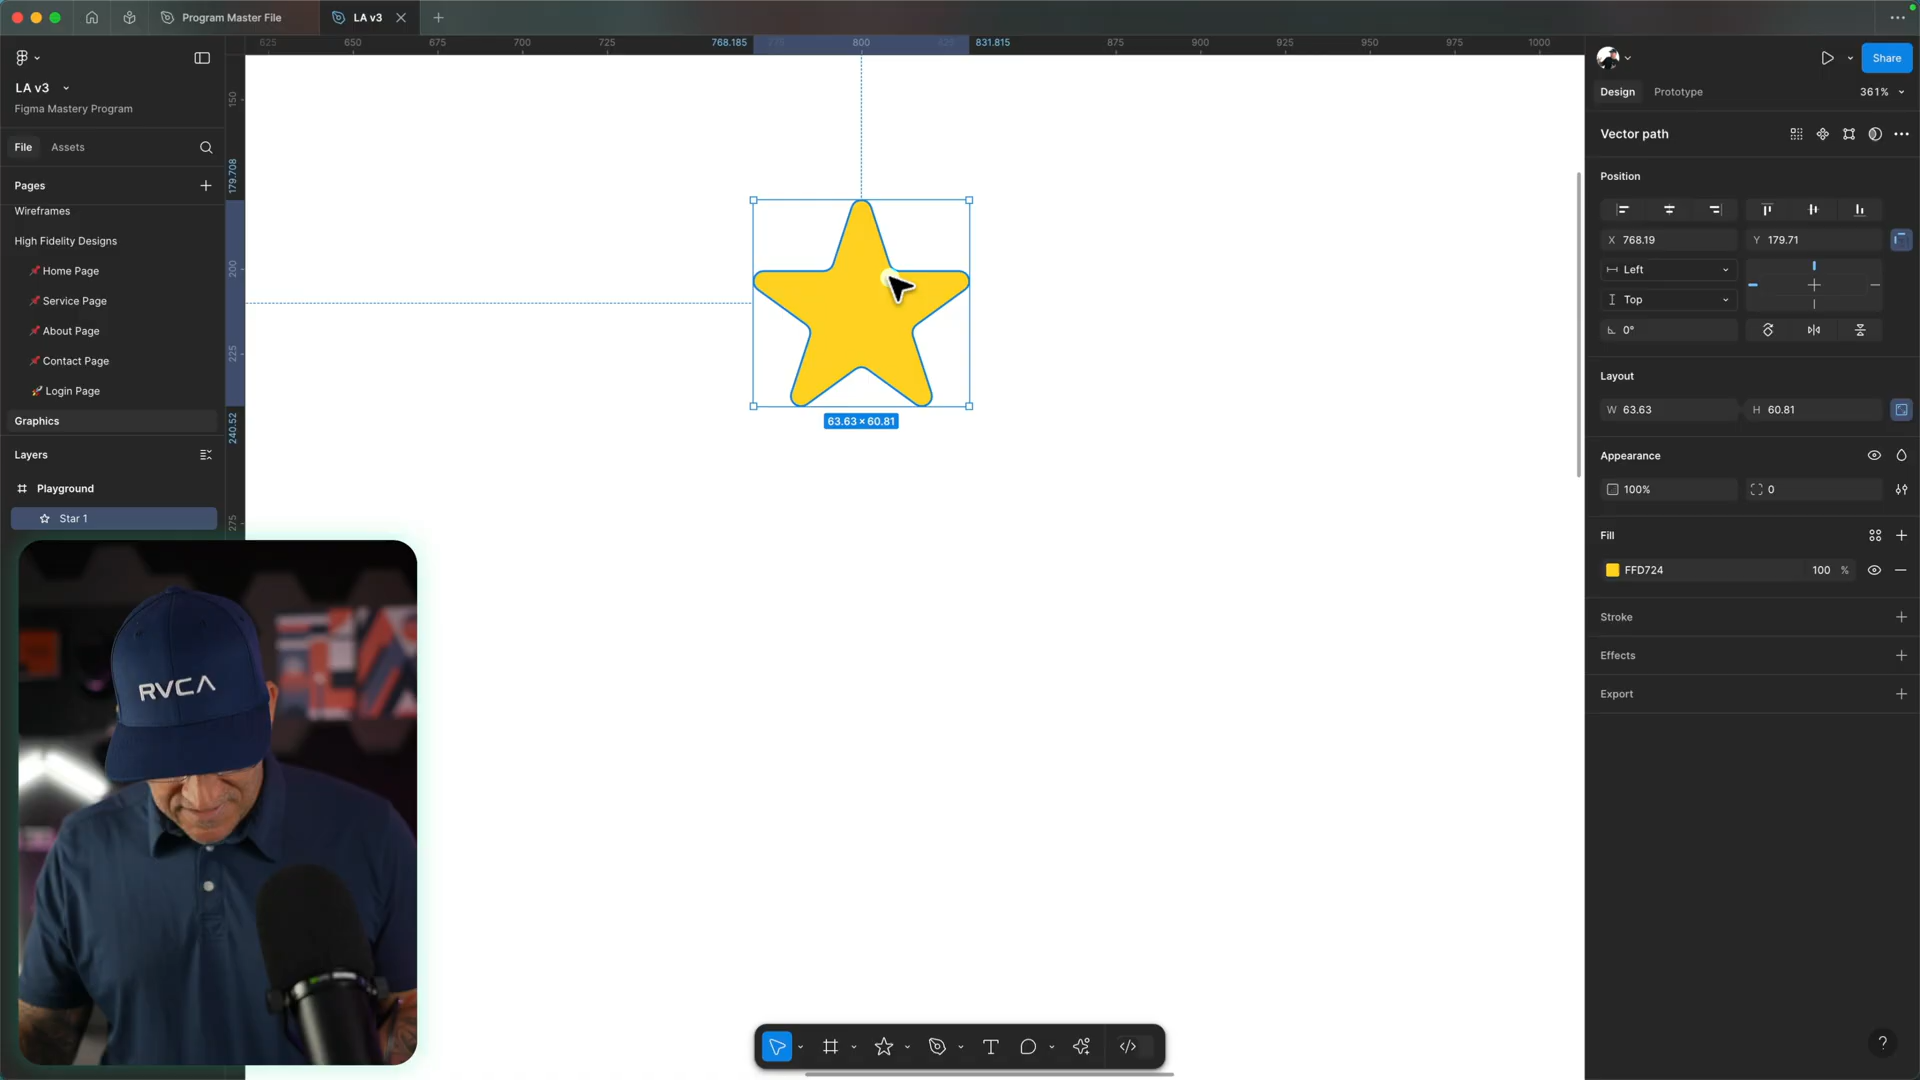 Program Master File
LA v3
625
650
675
700
725
768.185
800
831.815
875
900
925
950
975
1000
LA v3
Figma Mastery Program
File
Assets
Pages
Wireframes
High Fidelity Designs
Home Page
Service Page
About Page
Contact Page
Login Page
Graphics
Layers
Playground
Star 1
150
179.708
200
225
240.52
275
63.63 × 60.81
RVCA
Share
Design
Prototype
361%
Vector path
Position
X 768.19
Y 179.71
Left
Top
0°
Layout
W 63.63
H 60.81
Appearance
100%
0
Fill
FFD724
100 %
Stroke
Effects
Export
T
?